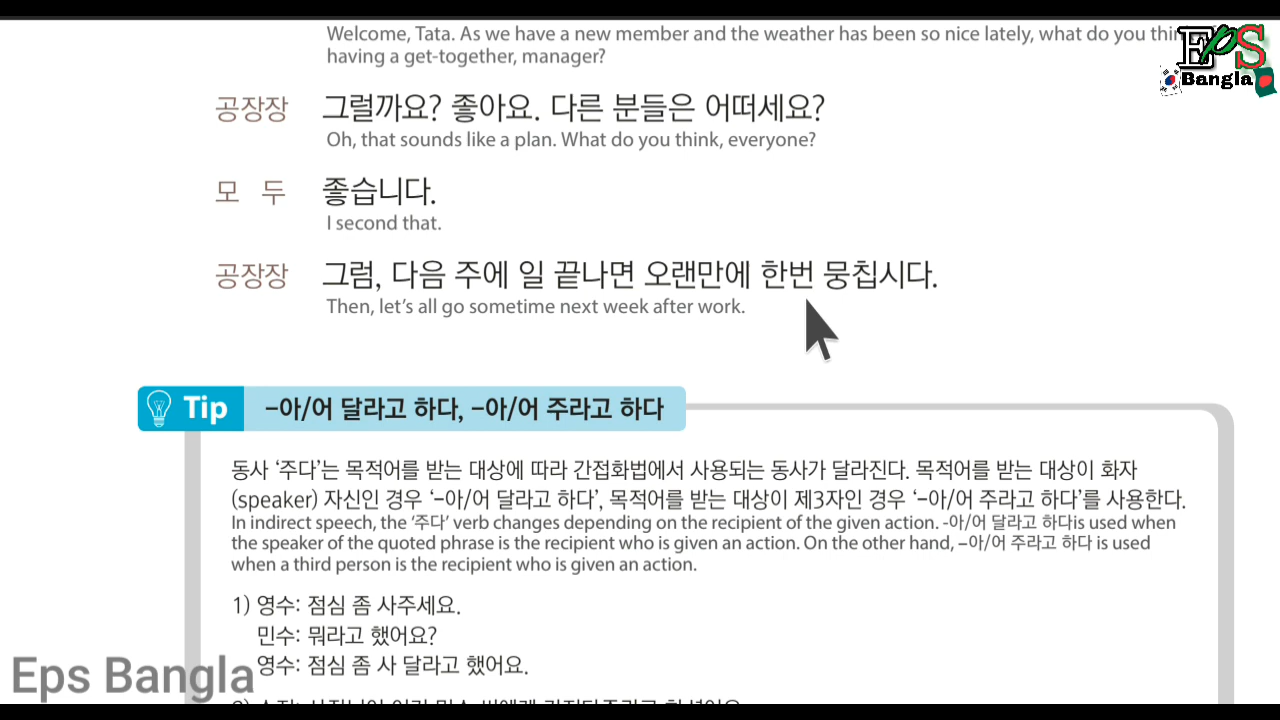 Welcome, Tata. As we have a new member and the weather has been so nice lately, what do you
having a get-together, manager?
EPS
Bangla
공장장 그럴까요? 좋아요. 다른 분들은 어떠세요?
Oh, that sounds like a plan. What do you think, everyone?
모 두 좋습니다.
I second that.
공장장 그럼, 다음 주에 일 끝나면 오랜만에 한번 뭉칩시다.
Then, let's all go sometime next week after work.
Tip –아/어 달라고 하다, –아/어 주라고 하다
동사 ‘주다’는 목적어를 받는 대상에 따라 간접화법에서 사용되는 동사가 달라진다. 목적어를 받는 대상이 화자
(speaker) 자신인 경우 ‘–아/어 달라고 하다’, 목적어를 받는 대상이 제3자인 경우 ‘–아/어 주라고 하다’를 사용한다.
In indirect speech, the ‘주다’ verb changes depending on the recipient of the given action. -아/어 달라고 하다is used when
the speaker of the quoted phrase is the recipient who is given an action. On the other hand, –아/어 주라고 하다 is used
when a third person is the recipient who is given an action.
1) 영수: 점심 좀 사주세요.
민수: 뭐라고 했어요?
영수: 점심 좀 사 달라고 했어요.
Eps Bangla